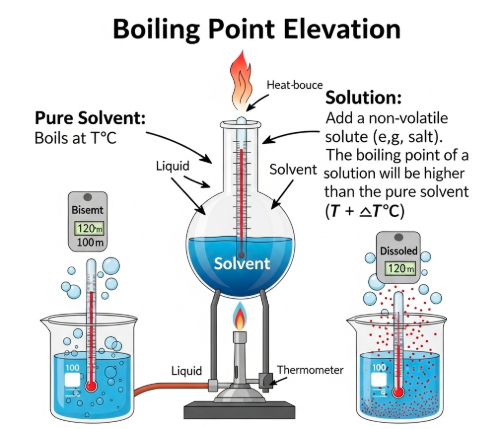 Boiling Point Elevation
Heat-bouce
Pure Solvent:
Boils at T°C
Solution:
Add a non-volatile
solute (e,g, salt).
The boiling point of a
solution will be higher
than the pure solvent
(T + △T°C)
Liquid
Solvent
Bisemt
120m
100m
Solvent
Dissoled
120m
100
Liquid
Thermometer
100